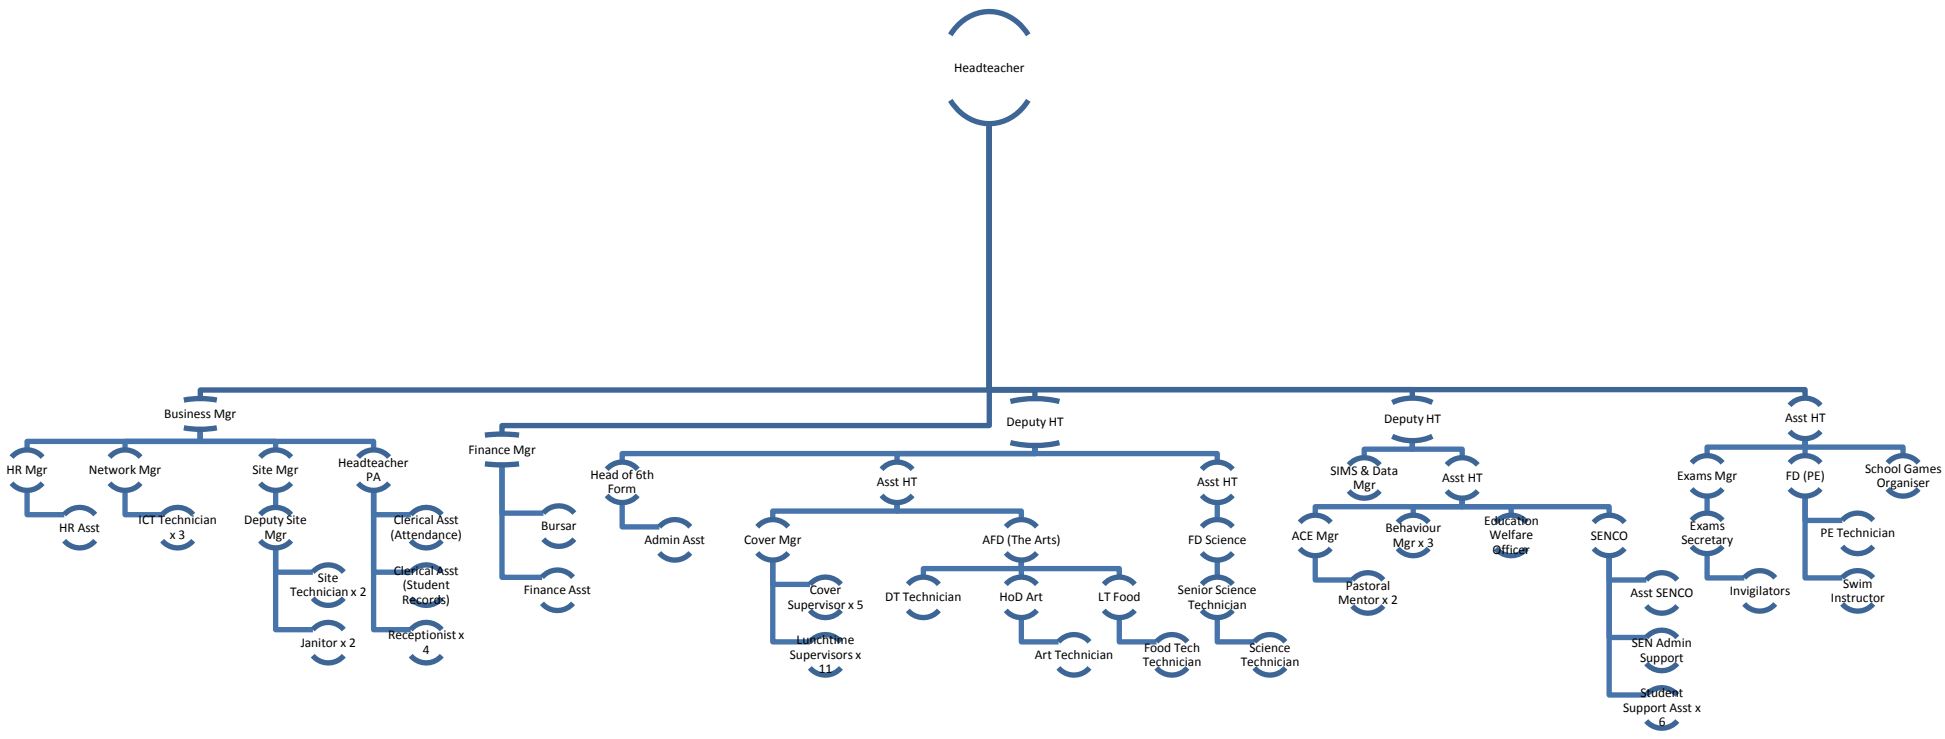 Headteacher
Business Mgr
HR Mgr
HR Asst
Network Mgr
ICT Technician
x 3
Site Mgr
Deputy Site
Mgr
Site
Technician x 2
Janitor x 2
Headteacher
PA
Clerical Asst
(Attendance)
Clerical Asst
(Student
Records)
Receptionist x
4
Finance Mgr
Bursar
Finance Asst
Deputy HT
Head of 6th
Form
Admin Asst
Asst HT
Cover Mgr
Cover
Supervisor x 5
Lunchtime
Supervisors x
11
AFD (The Arts)
DT Technician
HoD Art
Art Technician
LT Food
Food Tech
Technician
Asst HT
FD Science
Senior Science
Technician
Science
Technician
Deputy HT
SIMS & Data
Mgr
Asst HT
ACE Mgr
Pastoral
Mentor x 2
Behaviour
Mgr x 3
Education
Welfare
Officer
SENCO
Asst SENCO
SEN Admin
Support
Student
Support Asst x
6
Asst HT
Exams Mgr
Exams
Secretary
Invigilators
FD (PE)
PE Technician
Swim
Instructor
School Games
Organiser